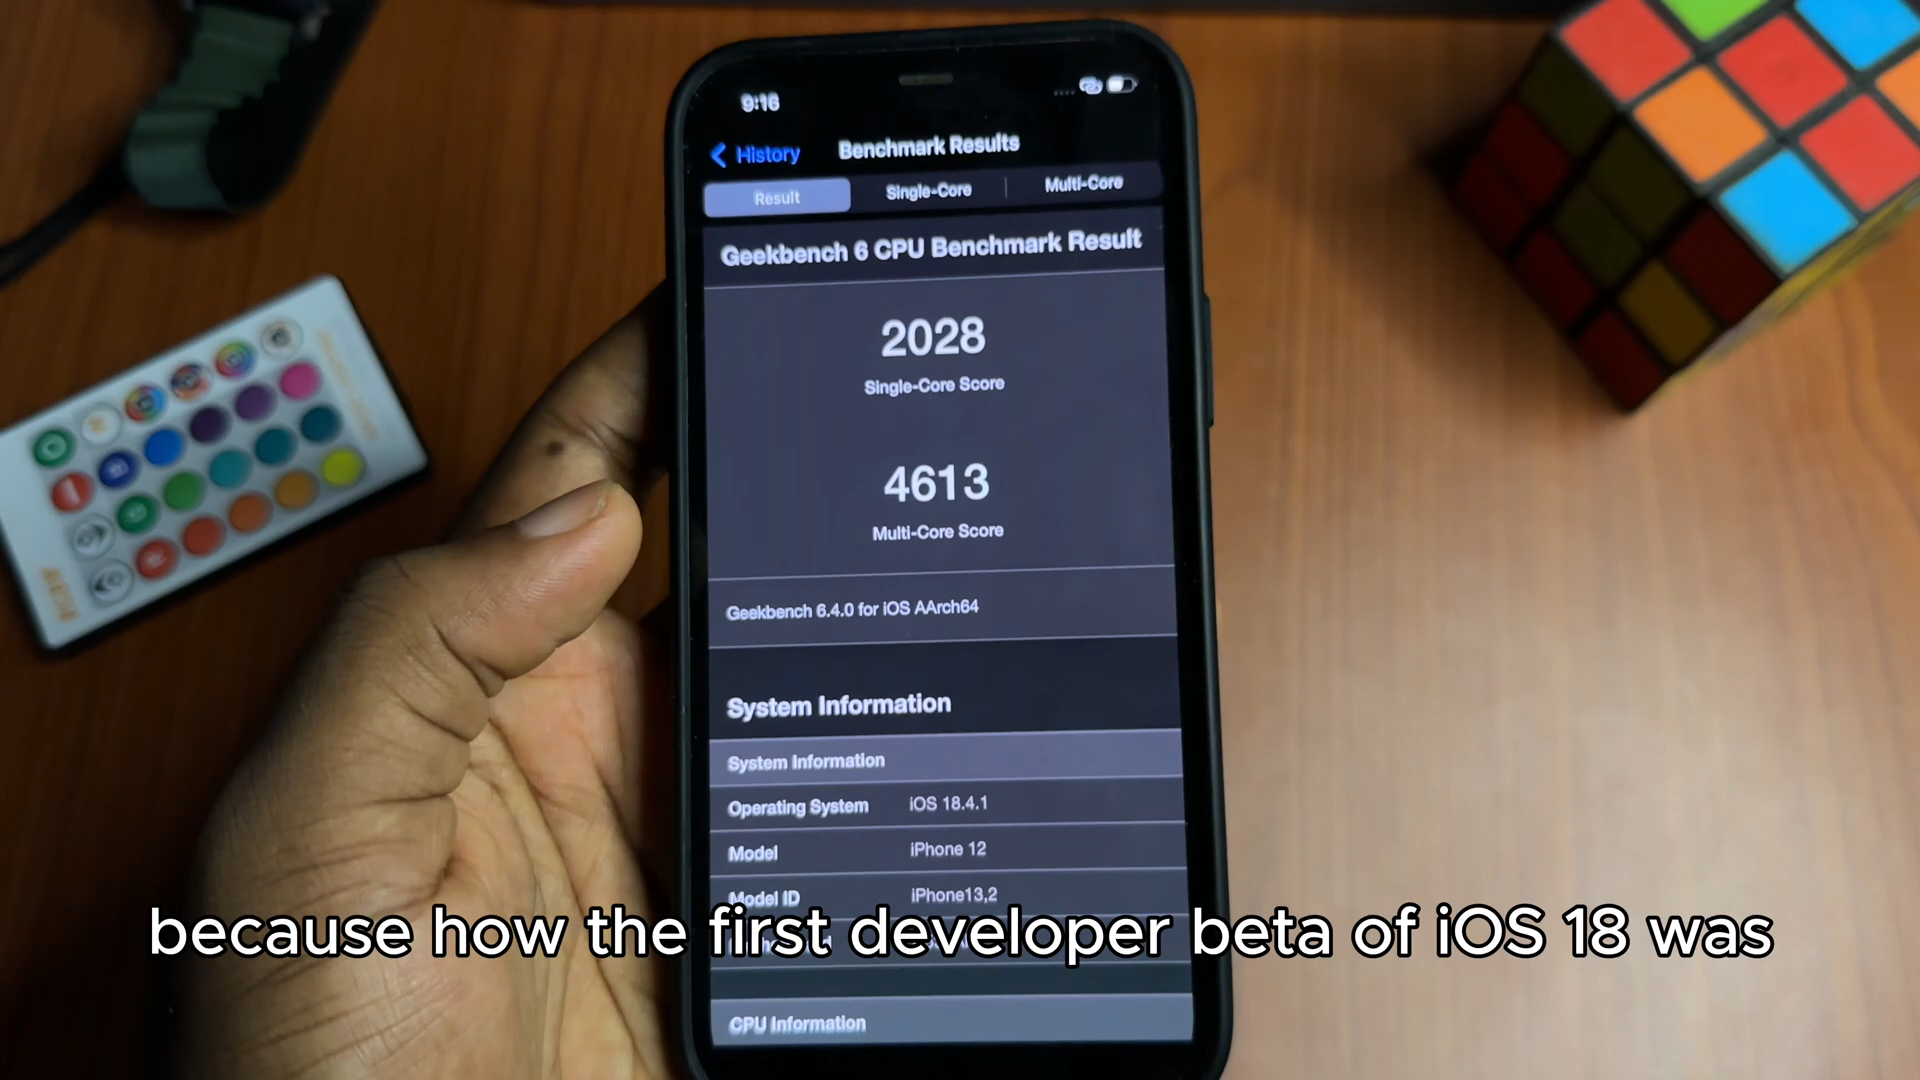 9:16
History
Benchmark Results
Result
Single-Core
Multi-Core
Geekbench 6 CPU Benchmark Result
2028
Single-Core Score
4613
Multi-Core Score
Geekbench 6.4.0 for iOS AArch64
System Information
System Information
Operating System iOS 18.4.1
Model iPhone 12
Model ID iPhone13,2
because how the first developer beta of iOS 18 was
CPU Information